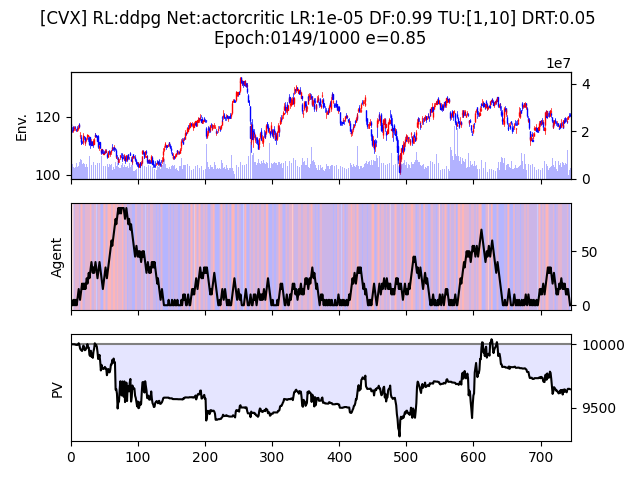 [CVX] RL:ddpg Net:actorcritic LR:1e-05 DF:0.99 TU:[1,10] DRT:0.05
Epoch:0149/1000 e=0.85
1e7
Env.
120
100
4
2
0
Agent
50
0
PV
10000
9500
0 100 200 300 400 500 600 700